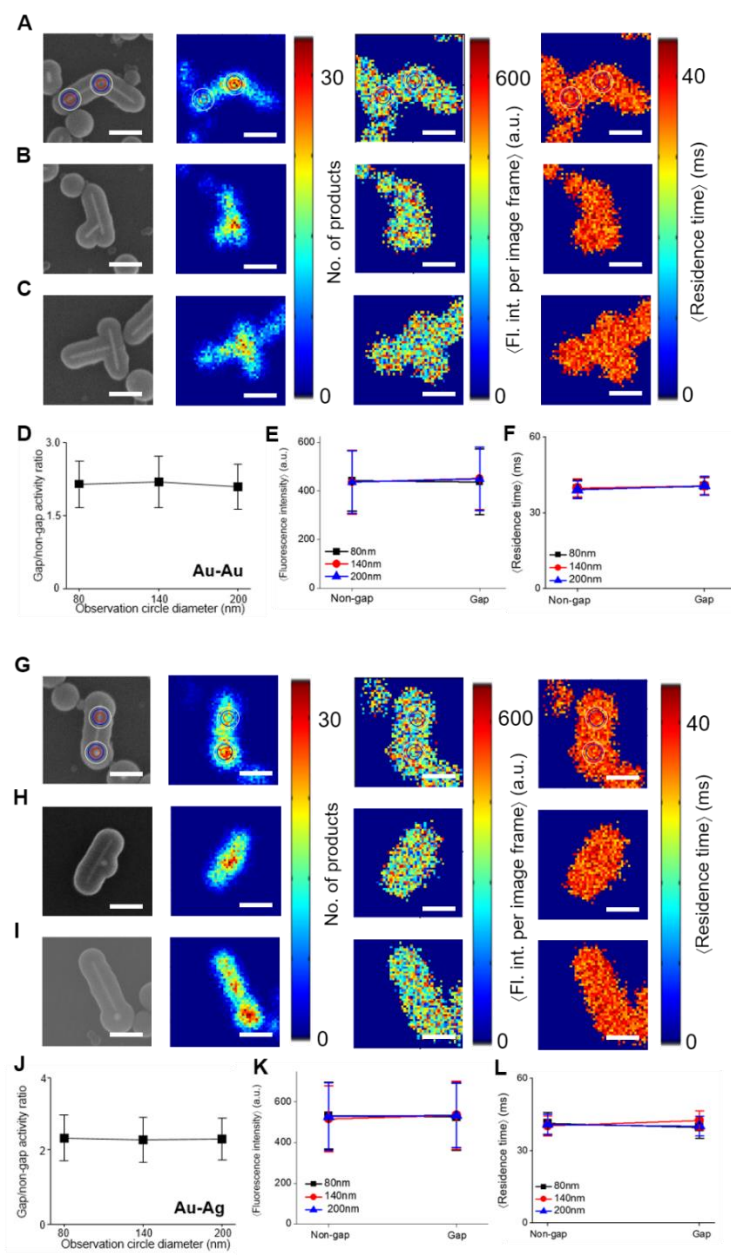 A
B
C
30
No. of products
0
600
⟨Fl. int. per image frame⟩ (a.u.)
0
40
⟨Residence time⟩ (ms)
0
D
Gap/non-gap activity ratio
3.0
1.5
0
80
140
200
Observation circle diameter (nm)
Au-Au
E
⟨Fluorescence intensity⟩ (a.u.)
600
400
200
0
80nm
140nm
200nm
Non-gap
Gap
F
⟨Residence time⟩ (ms)
60
40
20
0
80nm
140nm
200nm
Non-gap
Gap
G
H
I
30
No. of products
0
600
⟨Fl. int. per image frame⟩ (a.u.)
0
40
⟨Residence time⟩ (ms)
0
J
Gap/non-gap activity ratio
4
2
0
80
140
200
Observation circle diameter (nm)
Au-Ag
K
⟨Fluorescence intensity⟩ (a.u.)
600
300
0
80nm
140nm
200nm
Non-gap
Gap
L
⟨Residence time⟩ (ms)
60
30
0
80nm
140nm
200nm
Non-gap
Gap